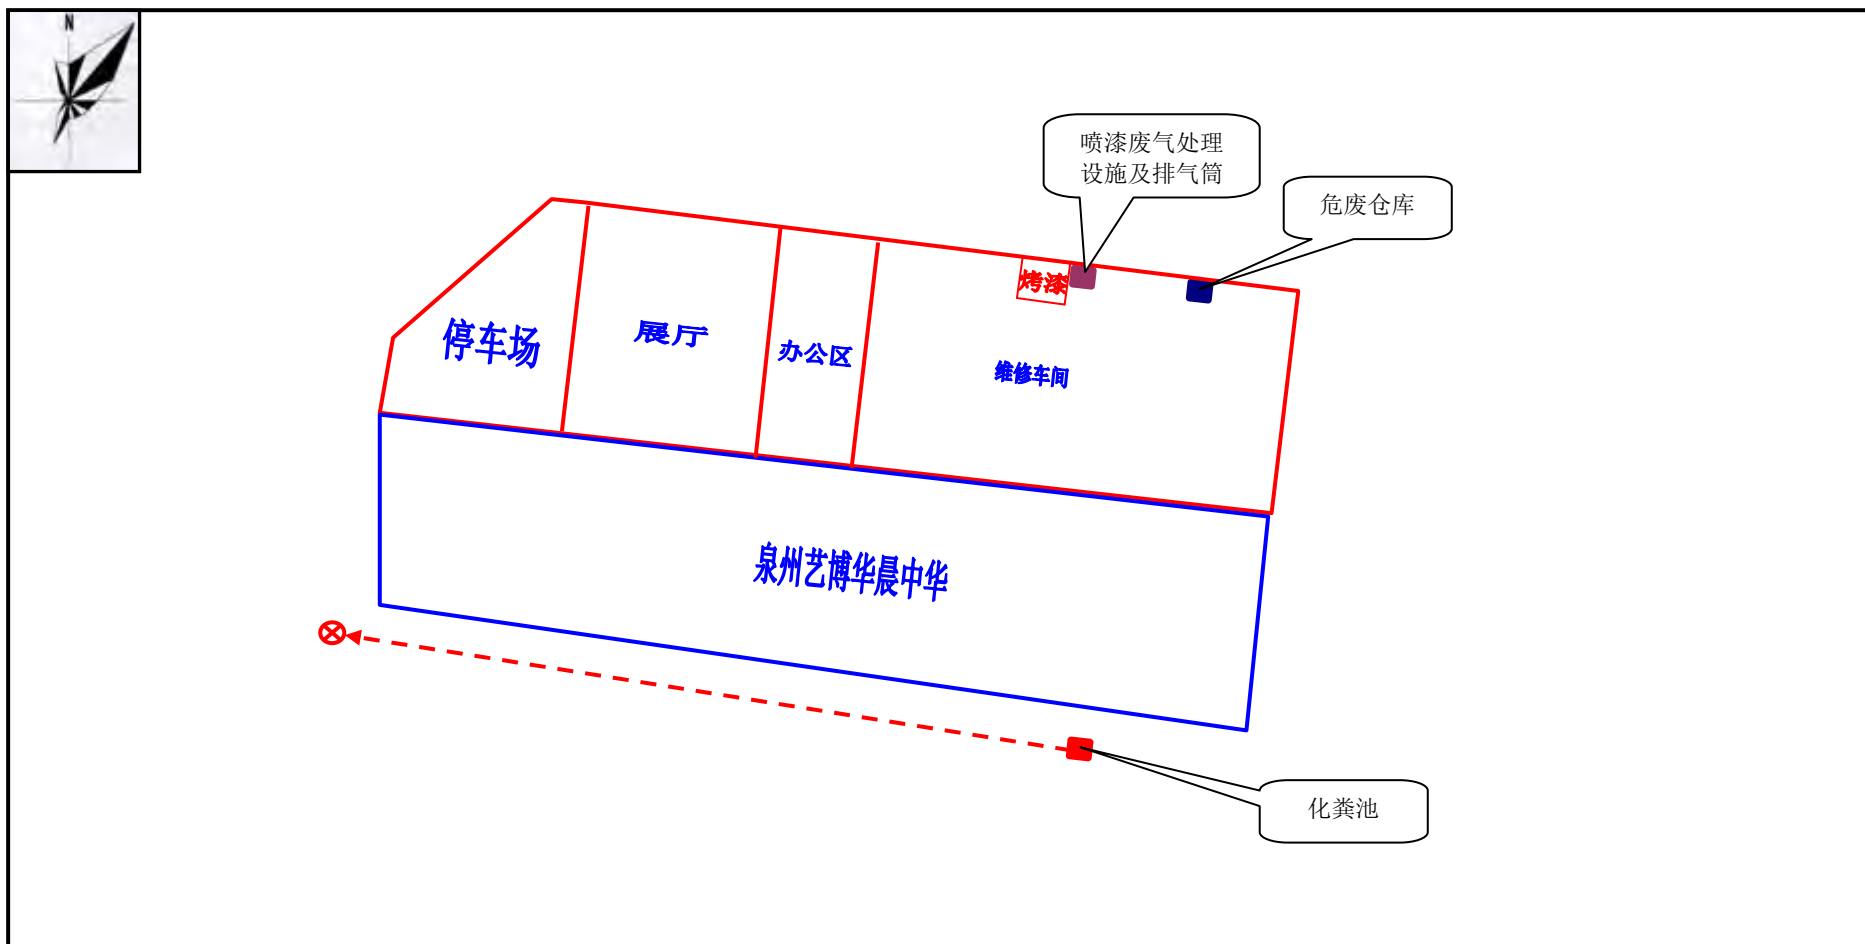 N
喷漆废气处理
设施及排气筒
危废仓库
烤漆
停车场
展厅
办公区
维修车间
泉州艺博华晨中华
化粪池